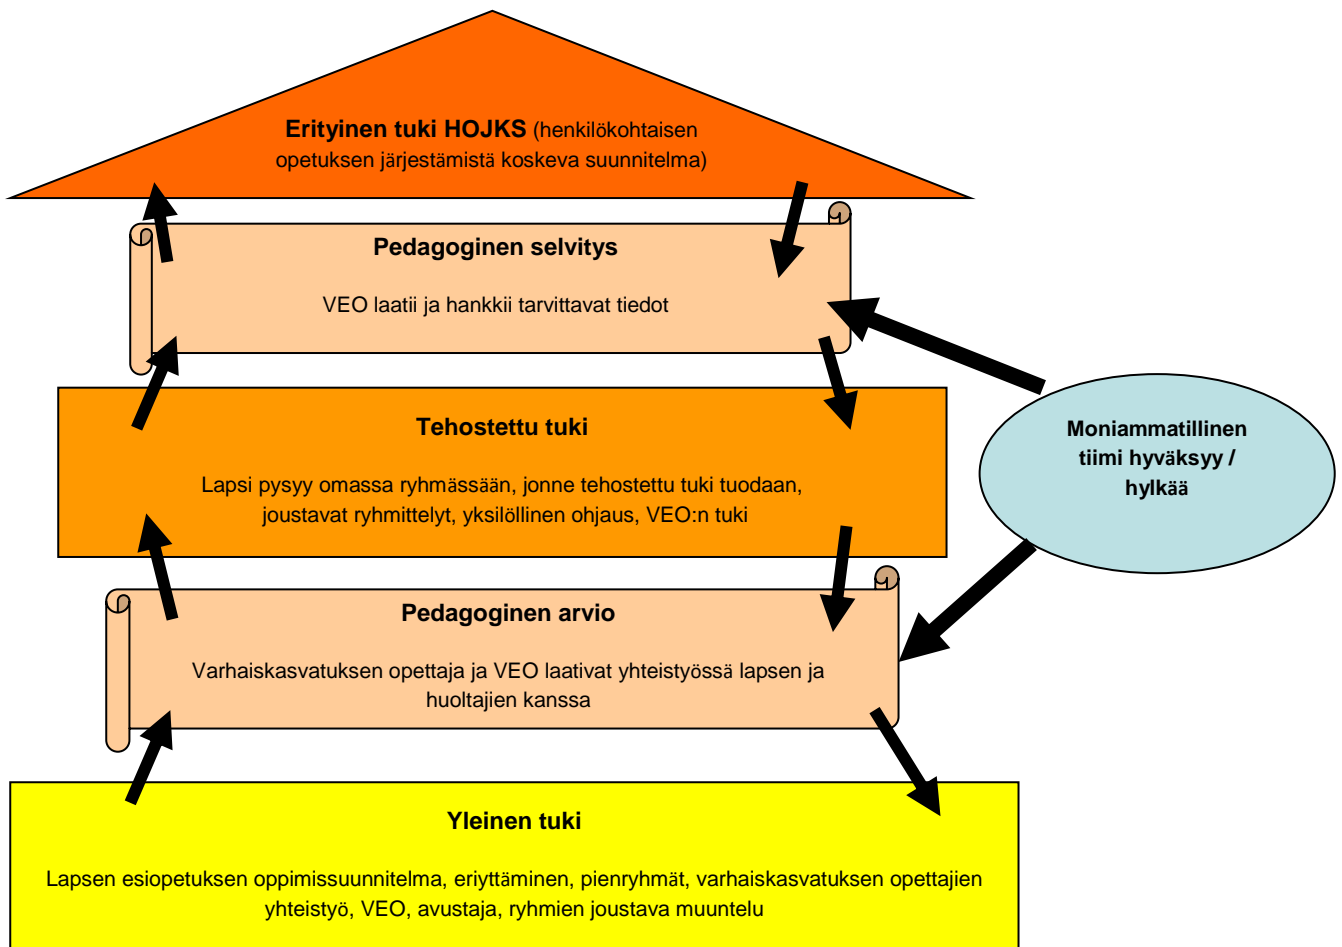 Erityinen tuki HOJKS (henkilökohtaisen
opetuksen järjestämistä koskeva suunnitelma)
Pedagoginen selvitys
VEO laatii ja hankkii tarvittavat tiedot
Tehostettu tuki
Lapsi pysyy omassa ryhmässään, jonne tehostettu tuki tuodaan,
joustavat ryhmittelyt, yksilöllinen ohjaus, VEO:n tuki
Moniammatillinen
tiimi hyväksyy /
hylkää
Pedagoginen arvio
Varhaiskasvatuksen opettaja ja VEO laativat yhteistyössä lapsen ja
huoltajien kanssa
Yleinen tuki
Lapsen esiopetuksen oppimissuunnitelma, eriyttäminen, pienryhmät, varhaiskasvatuksen opettajien
yhteistyö, VEO, avustaja, ryhmien joustava muuntelu